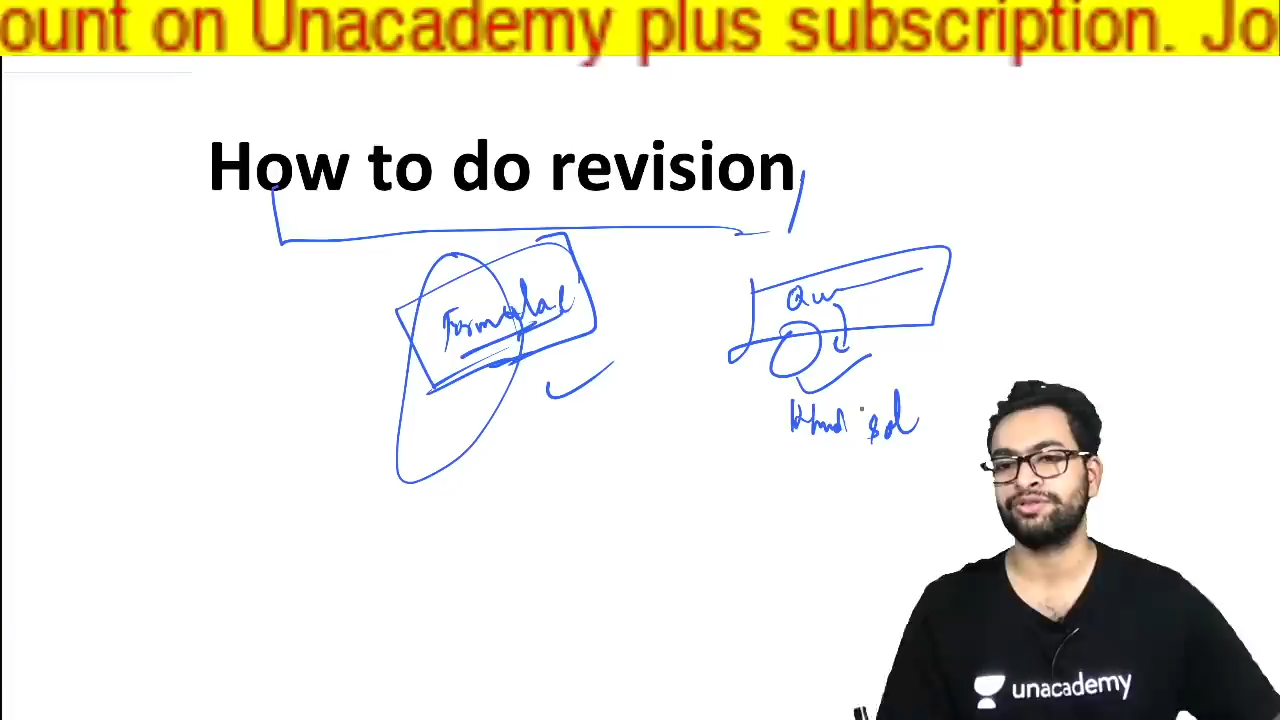 ount on Unacademy plus subscription. Jo
How to do revision
Formulae
Qu
unacademy